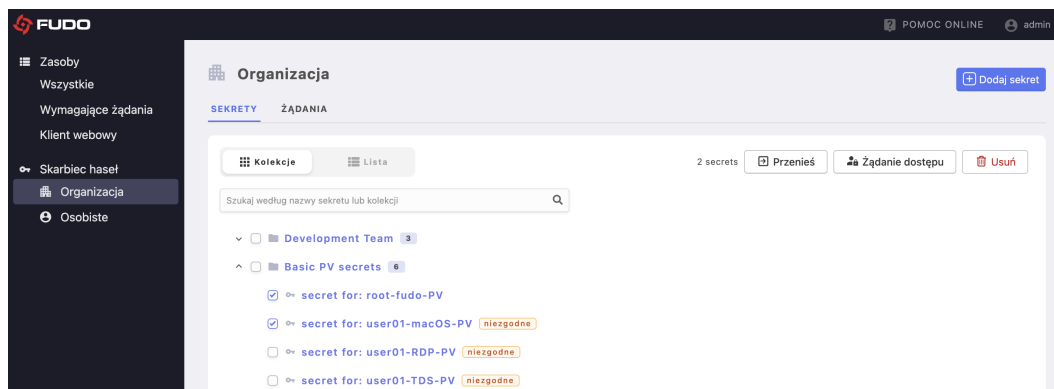 FUDO
POMOC ONLINE
admin
Zasoby
Wszystkie
Wymagające żądania
Klient webowy
Skarbiec haseł
Organizacja
Osobiste
Organizacja
Dodaj sekret
SEKRETY ŻĄDANIA
Kolekcje Lista
2 secrets Przenieś Żądanie dostępu Usuń
Szukaj według nazwy sekretu lub kolekcji
Development Team 3
Basic PV secrets 6
secret for: root-fudo-PV
secret for: user01-macOS-PV niezgodne
secret for: user01-RDP-PV niezgodne
secret for: user01-TDS-PV niezgodne